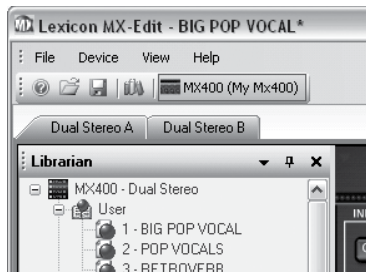 Lexicon MX-Edit - BIG POP VOCAL*
File Device View Help
MX400 (My Mx400)
Dual Stereo A Dual Stereo B
Librarian
MX400 - Dual Stereo
User
1 - BIG POP VOCAL
2 - POP VOCALS
3 - RETROVERB